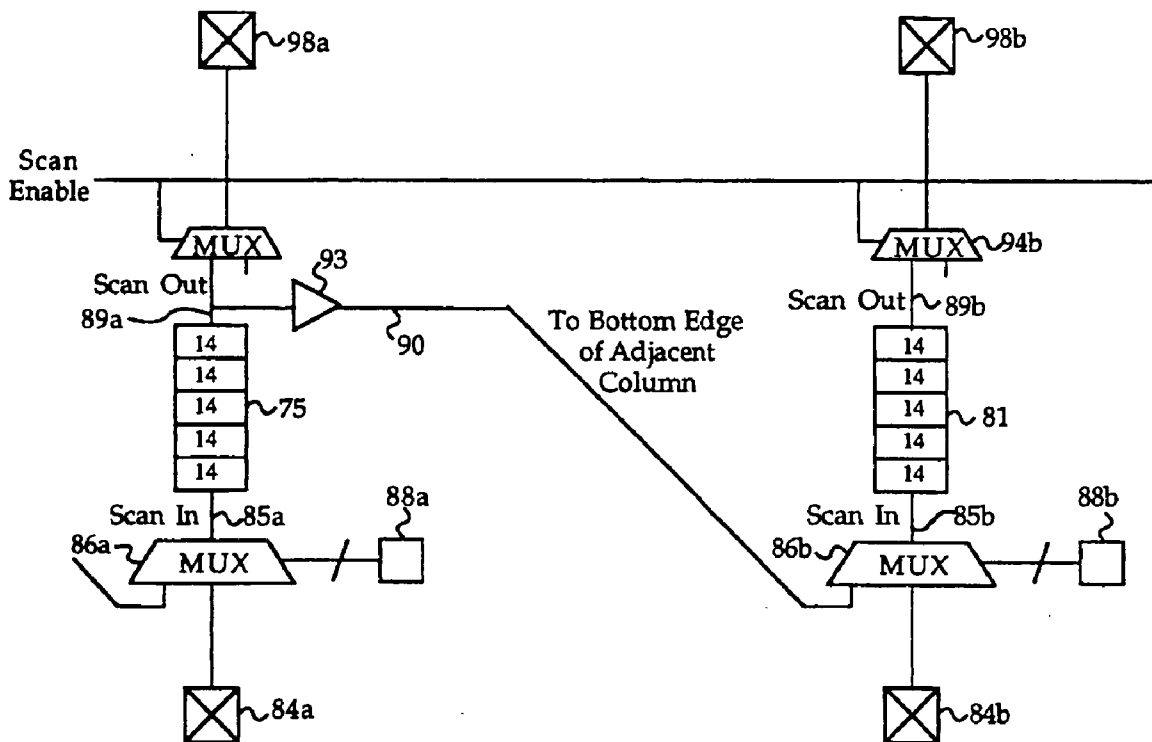 98a
98b
Scan
Enable
MUX
MUX
94b
93
Scan Out
Scan Out
89a
89b
90
To Bottom Edge
of Adjacent
Column
14
14
14
14
14
75
14
14
14
14
14
81
Scan In
85a
88a
Scan In
85b
88b
86a
MUX
86b
MUX
84a
84b